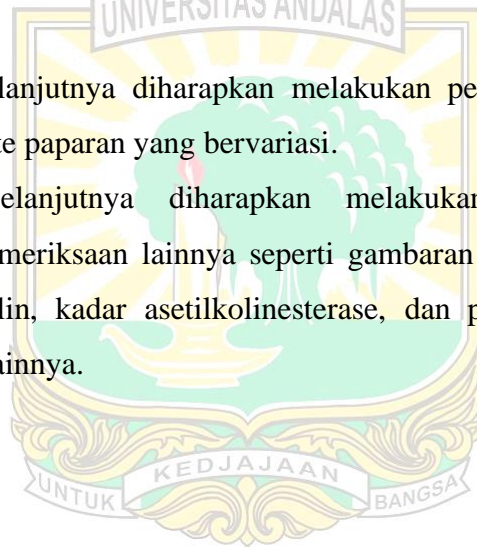 UNIVERSITAS ANDALAS
lanjutnya diharapkan melakukan pe
te paparan yang bervariasi.
elanjutnya diharapkan melakukan
meriksaan lainnya seperti gambaran
lin, kadar asetilkolinesterase, dan p
ainnya.
KEDJAJAAN
UNTUK BANGSA